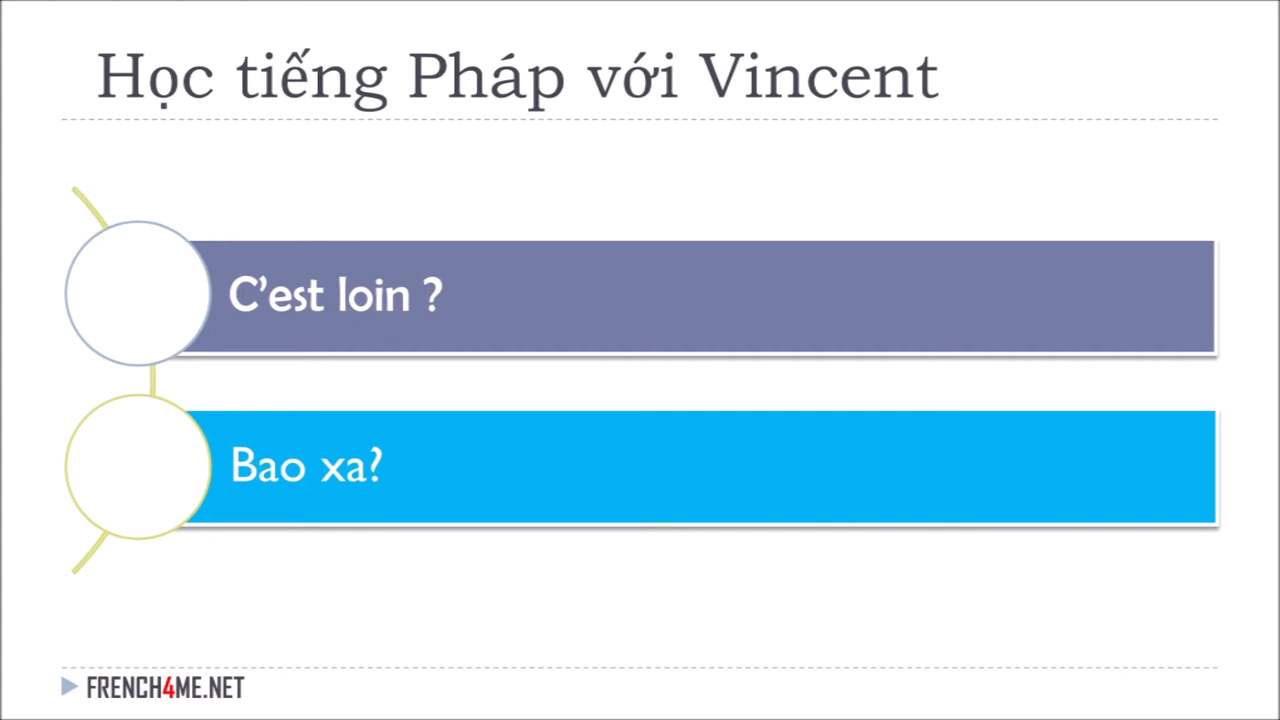 Học tiếng Pháp với Vincent
C’est loin ?
Bao xa?
FRENCH4ME.NET